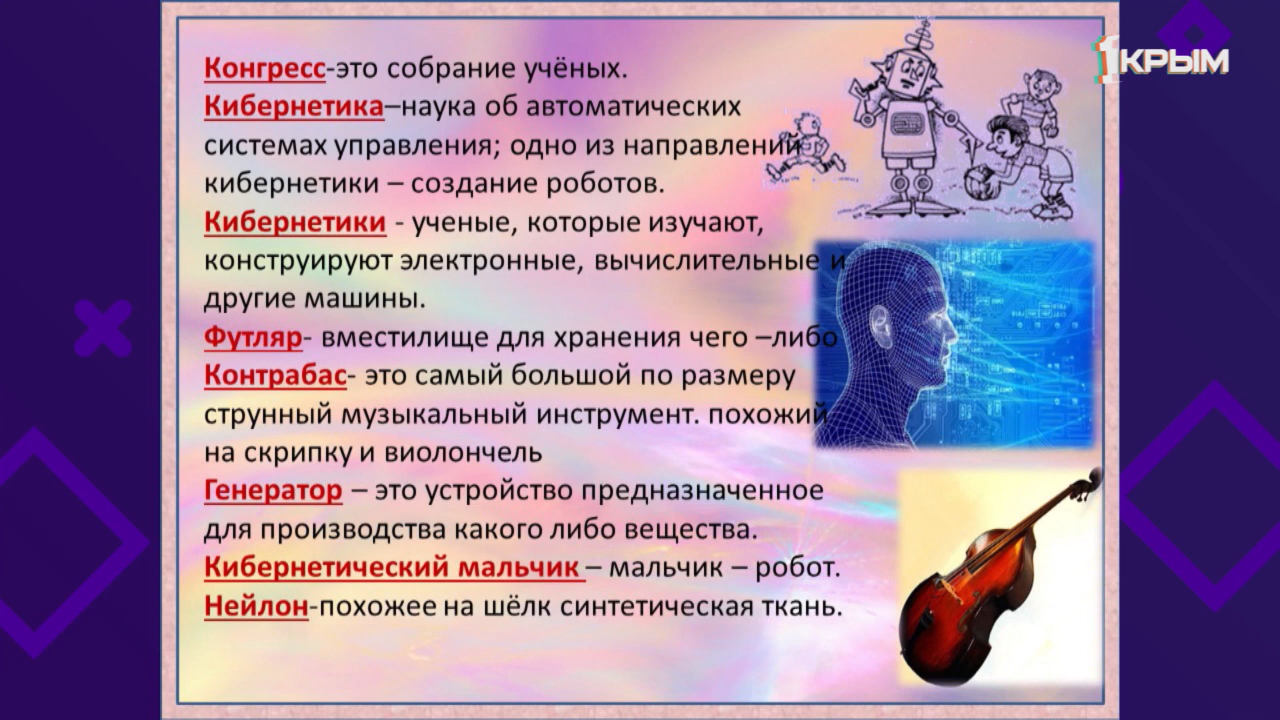 Конгресс-это собрание учёных.
Кибернетика–наука об автоматических
системах управления; одно из направлений
кибернетики – создание роботов.
Кибернетики - ученые, которые изучают,
конструируют электронные, вычислительные и
другие машины.
Футляр- вместилище для хранения чего –либо
Контрабас- это самый большой по размеру
струнный музыкальный инструмент. похожий
на скрипку и виолончель
Генератор – это устройство предназначенное
для производства какого либо вещества.
Кибернетический мальчик – мальчик – робот.
Нейлон-похожее на шёлк синтетическая ткань.
1КРЫМ